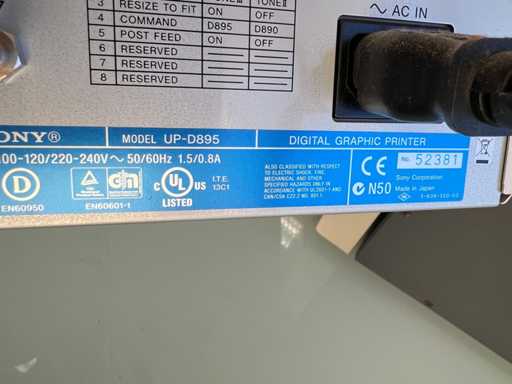 3 RESIZE TO FIT ON OFF
4 COMMAND D895 D890
5 POST FEED ON OFF
6 RESERVED
7 RESERVED
8 RESERVED
~ AC IN
SONY® MODEL UP-D895 DIGITAL GRAPHIC PRINTER
100-120/220-240V ~ 50/60Hz 1.5/0.8A
D
EN60950
TÜV
EN60601-1
c UL US
LISTED
I.T.E.
13C1
ALSO CLASSIFIED WITH RESPECT
TO ELECTRIC SHOCK, FIRE,
MECHANICAL AND OTHER
SPECIFIED HAZARDS ONLY IN
ACCORDANCE WITH UL2601-1 AND
CAN/CSA C22.2 NO. 601.1
CE
N50
No. 52381
Sony Corporation
Made in Japan